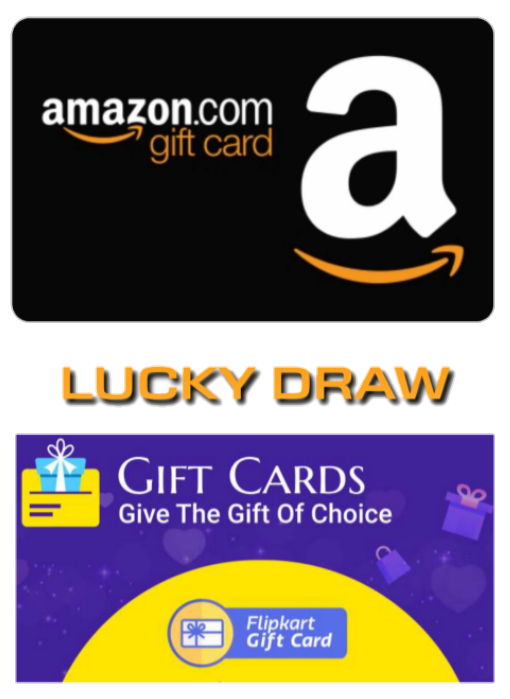 amazon.com
gift card
a
LUCKY DRAW
GIFT CARDS
Give The Gift Of Choice
Flipkart
Gift Card